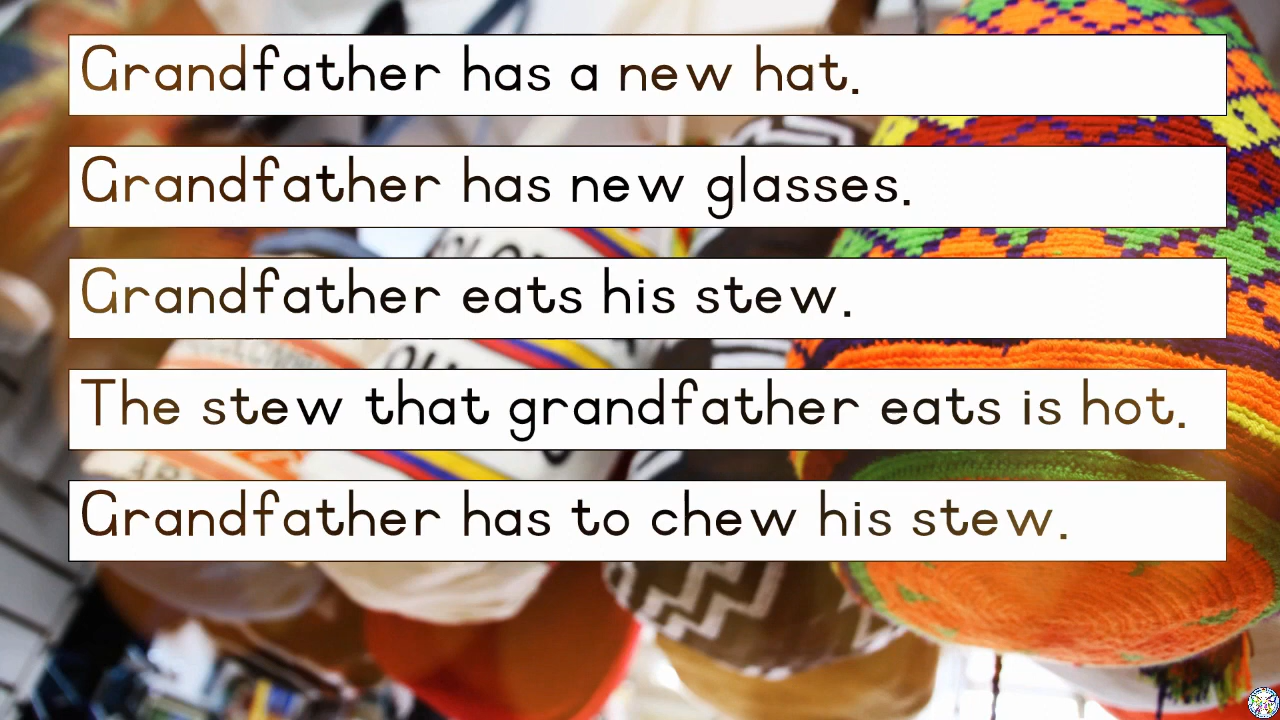 Grandfather has a new hat.
Grandfather has new glasses.
Grandfather eats his stew.
The stew that grandfather eats is hot.
Grandfather has to chew his stew.